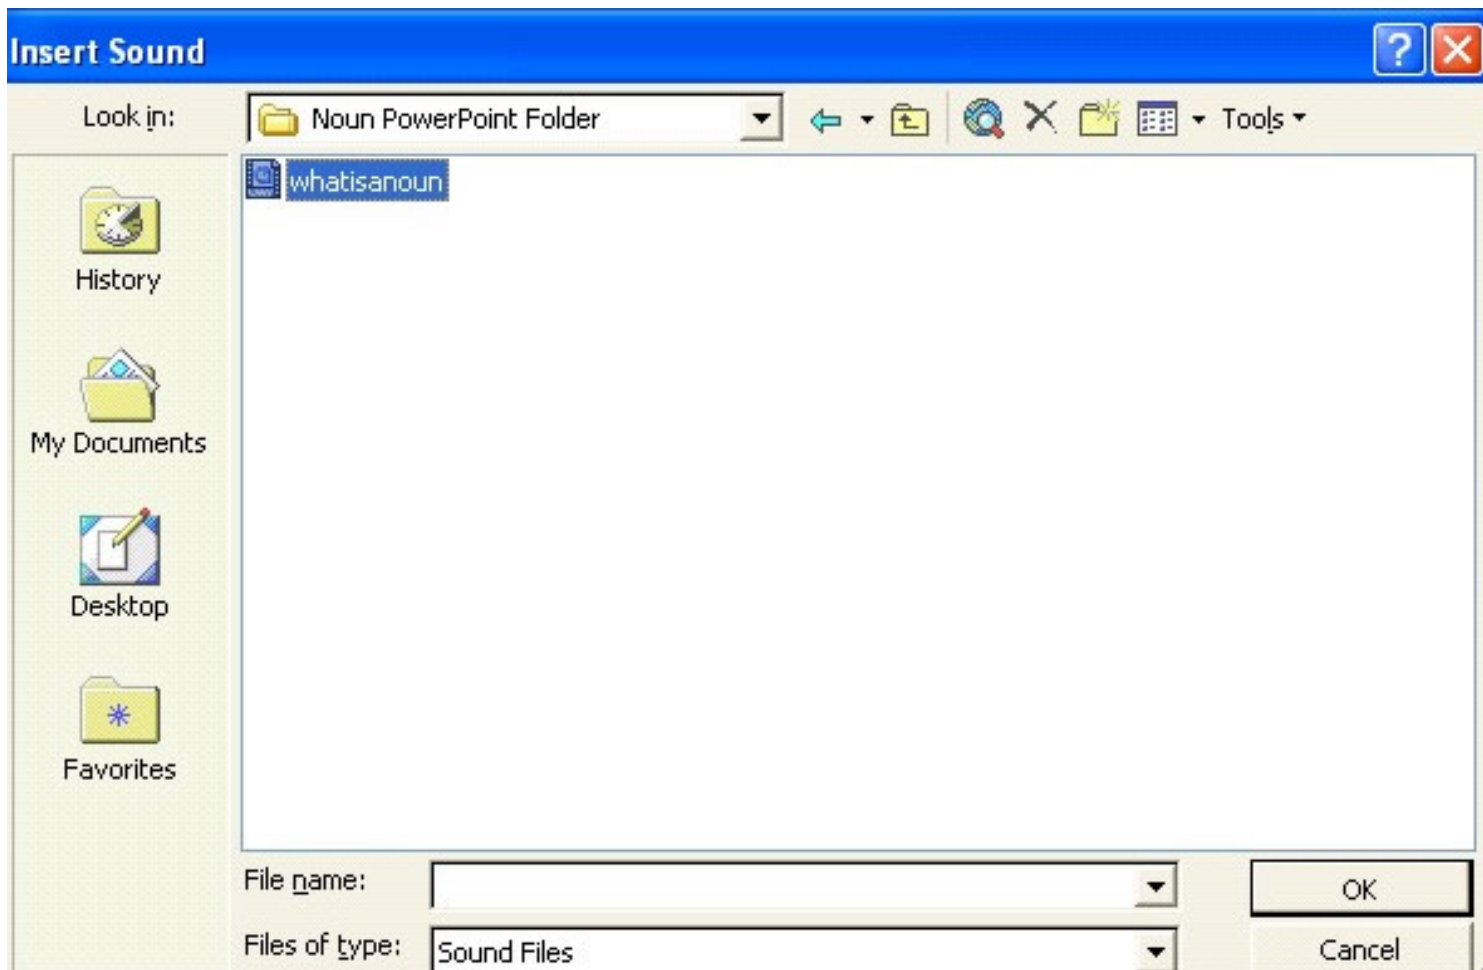 Insert Sound
Look in: Noun PowerPoint Folder Tools
whatisanoun
History
My Documents
Desktop
Favorites
File name: OK
Files of type: Sound Files Cancel